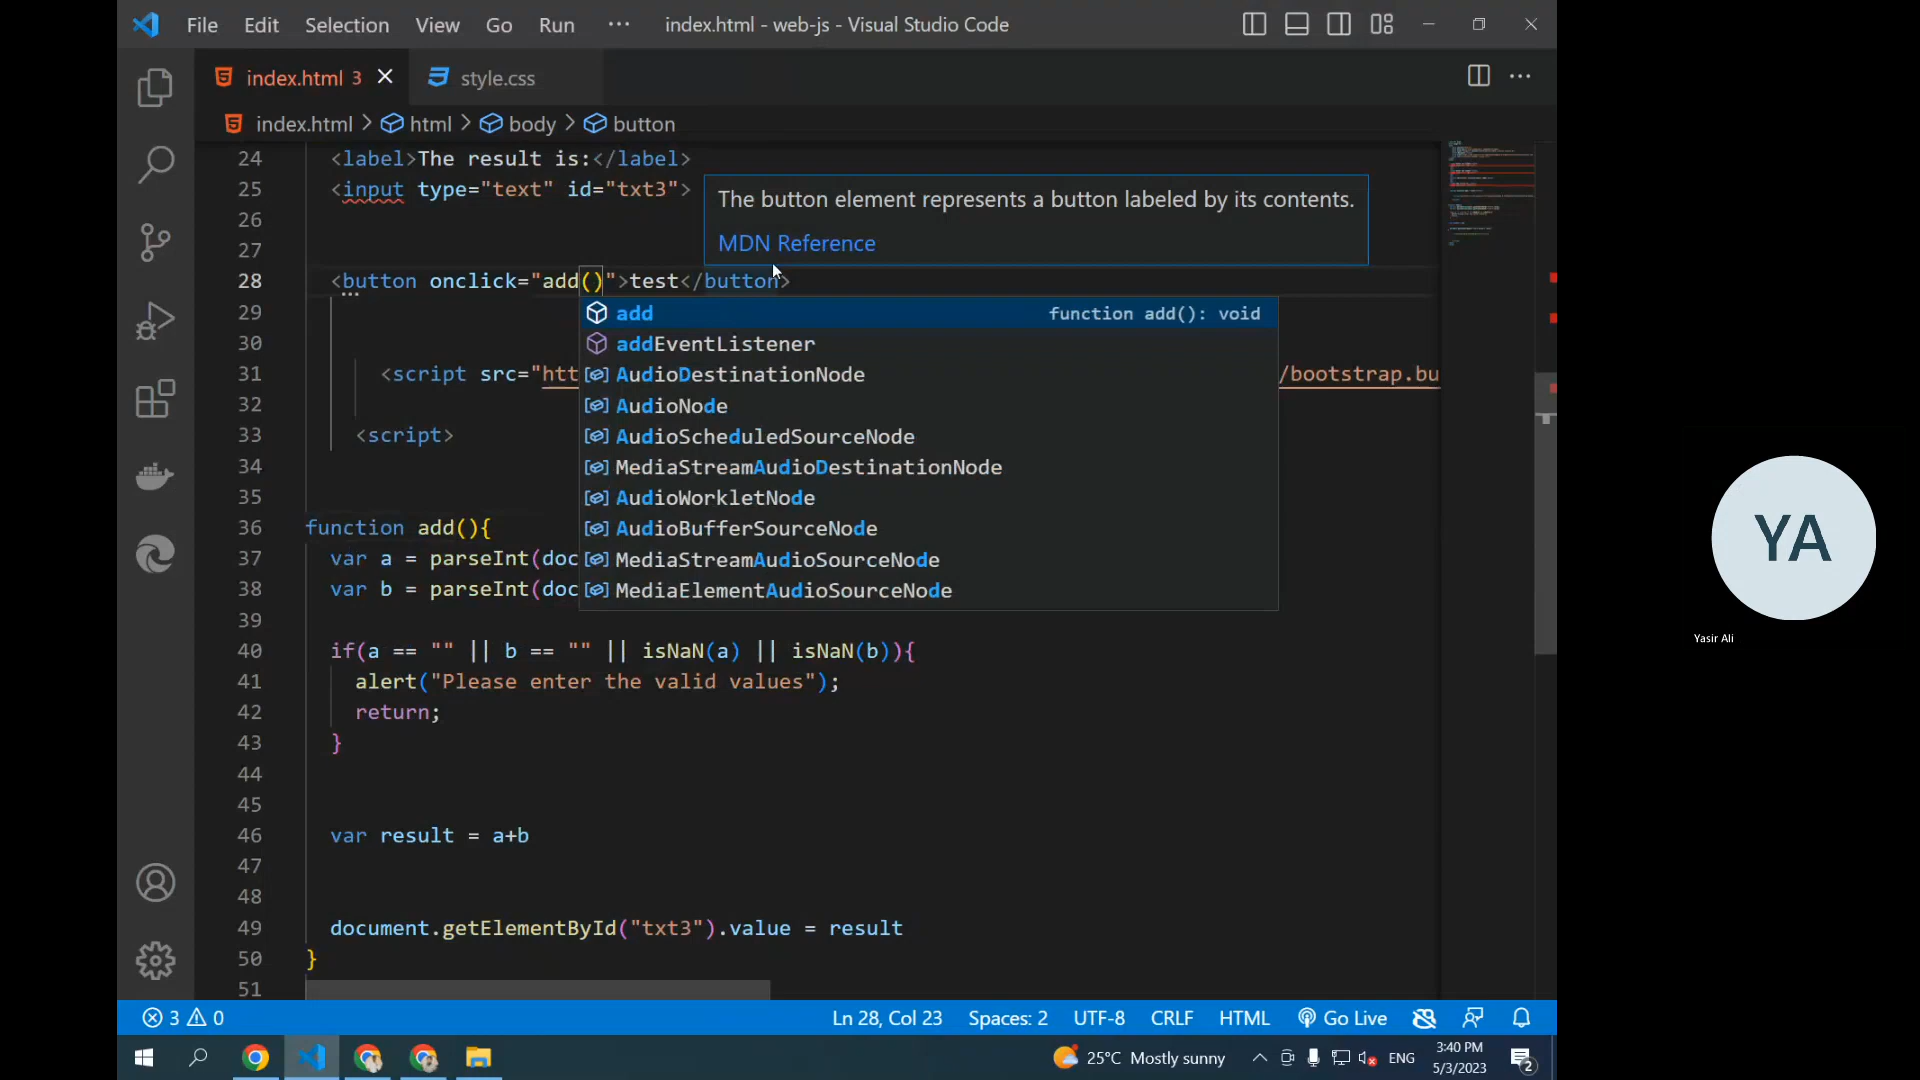 File Edit Selection View Go Run ··· index.html - web-js - Visual Studio Code
index.html 3 style.css
index.html > html > body > button
24 <label>The result is:</label>
25 <input type="text" id="txt3">
The button element represents a button labeled by its contents.
26
MDN Reference
27
28 <button onclick="add()">test</button>
29 add function add(): void
30 addEventListener
31 <script src="htt AudioDestinationNode /bootstrap.bu
32 AudioNode
33 <script> AudioScheduledSourceNode
34 MediaStreamAudioDestinationNode
35 AudioWorkletNode
36 function add(){ AudioBufferSourceNode
37 var a = parseInt(doc MediaStreamAudioSourceNode
38 var b = parseInt(doc MediaElementAudioSourceNode
39
40 if(a == "" || b == "" || isNaN(a) || isNaN(b)){
41 alert("Please enter the valid values");
42 return;
43 }
44
45
46 var result = a+b
47
48
49 document.getElementById("txt3").value = result
50 }
51
3 0 Ln 28, Col 23 Spaces: 2 UTF-8 CRLF HTML Go Live
25°C Mostly sunny ENG 3:40 PM
5/3/2023 2
YA
Yasir Ali